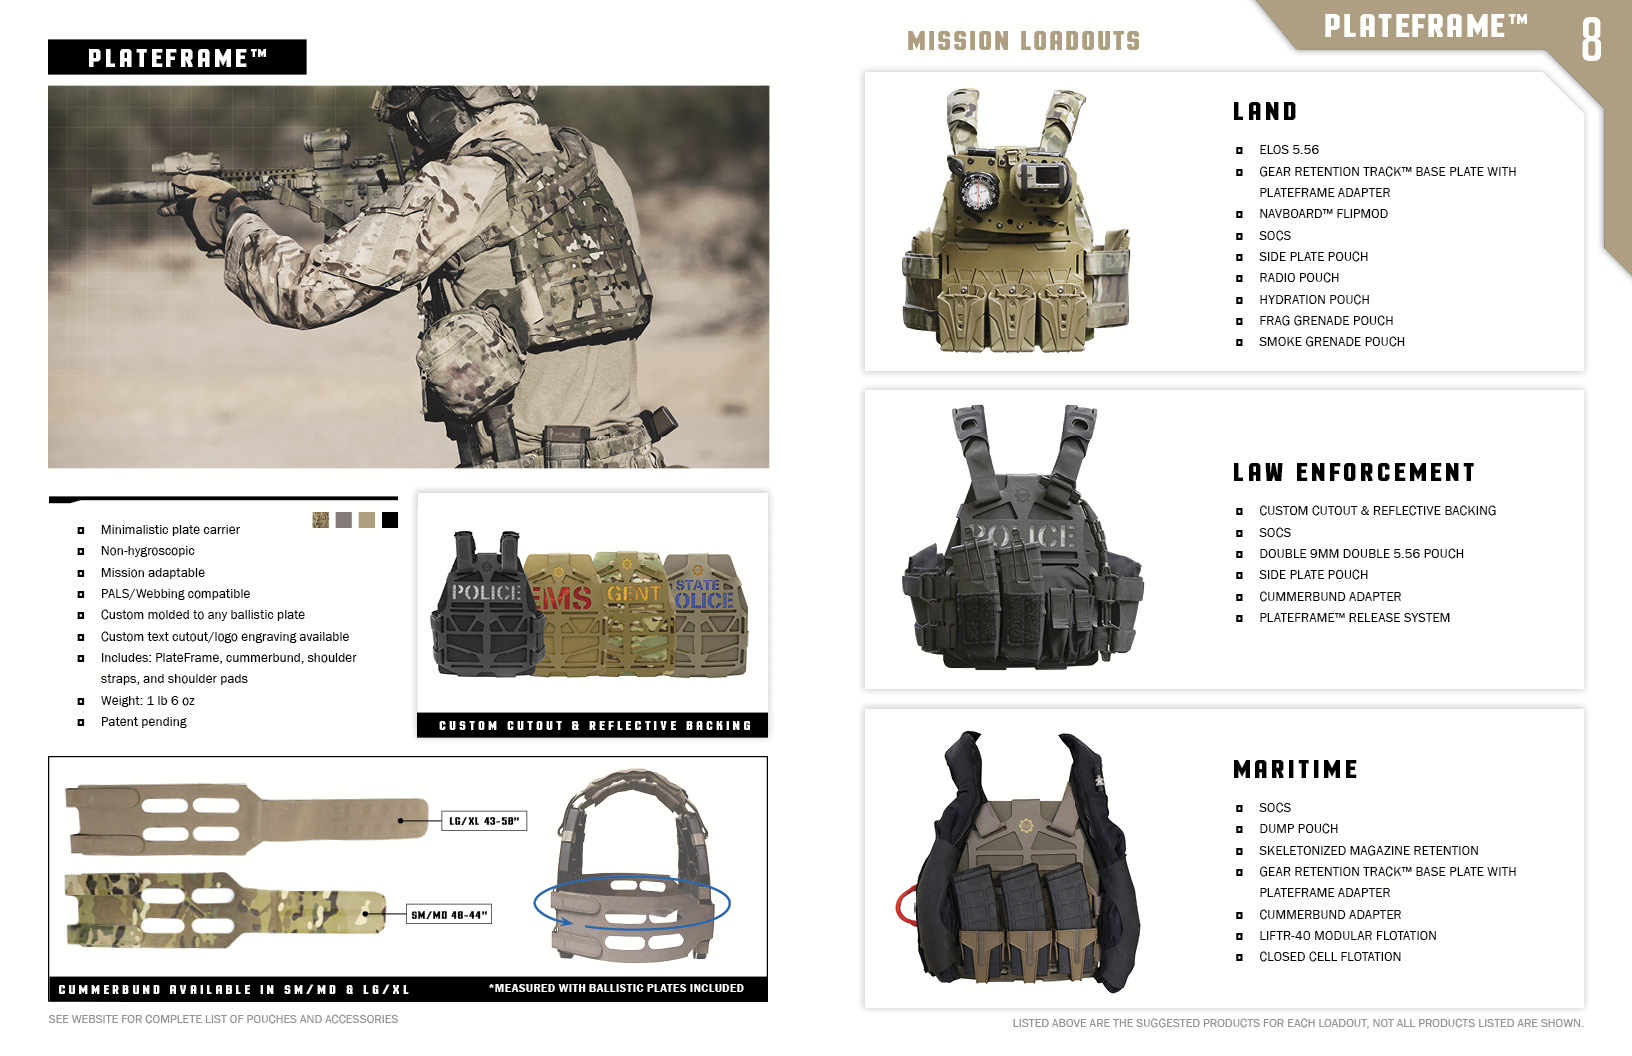 PLATEFRAME™
Minimalistic plate carrier
Non-hygroscopic
Mission adaptable
PALS/Webbing compatible
Custom molded to any ballistic plate
Custom text cutout/logo engraving available
Includes: PlateFrame, cummerbund, shoulder
straps, and shoulder pads
Weight: 1 lb 6 oz
Patent pending
POLICE
EMS
GENT
STATE
OLICE
CUSTOM CUTOUT & REFLECTIVE BACKING
LG/XL 43-50"
SM/MD 40-44"
CUMMERBUND AVAILABLE IN SM/MD & LG/XL
*MEASURED WITH BALLISTIC PLATES INCLUDED
SEE WEBSITE FOR COMPLETE LIST OF POUCHES AND ACCESSORIES
MISSION LOADOUTS
PLATEFRAME™
8
LAND
ELOS 5.56
GEAR RETENTION TRACK™ BASE PLATE WITH
PLATEFRAME ADAPTER
NAVBOARD™ FLIPMOD
SOCS
SIDE PLATE POUCH
RADIO POUCH
HYDRATION POUCH
FRAG GRENADE POUCH
SMOKE GRENADE POUCH
POLICE
LAW ENFORCEMENT
CUSTOM CUTOUT & REFLECTIVE BACKING
SOCS
DOUBLE 9MM DOUBLE 5.56 POUCH
SIDE PLATE POUCH
CUMMERBUND ADAPTER
PLATEFRAME™ RELEASE SYSTEM
MARITIME
SOCS
DUMP POUCH
SKELETONIZED MAGAZINE RETENTION
GEAR RETENTION TRACK™ BASE PLATE WITH
PLATEFRAME ADAPTER
CUMMERBUND ADAPTER
LIFTR-40 MODULAR FLOTATION
CLOSED CELL FLOTATION
LISTED ABOVE ARE THE SUGGESTED PRODUCTS FOR EACH LOADOUT, NOT ALL PRODUCTS LISTED ARE SHOWN.